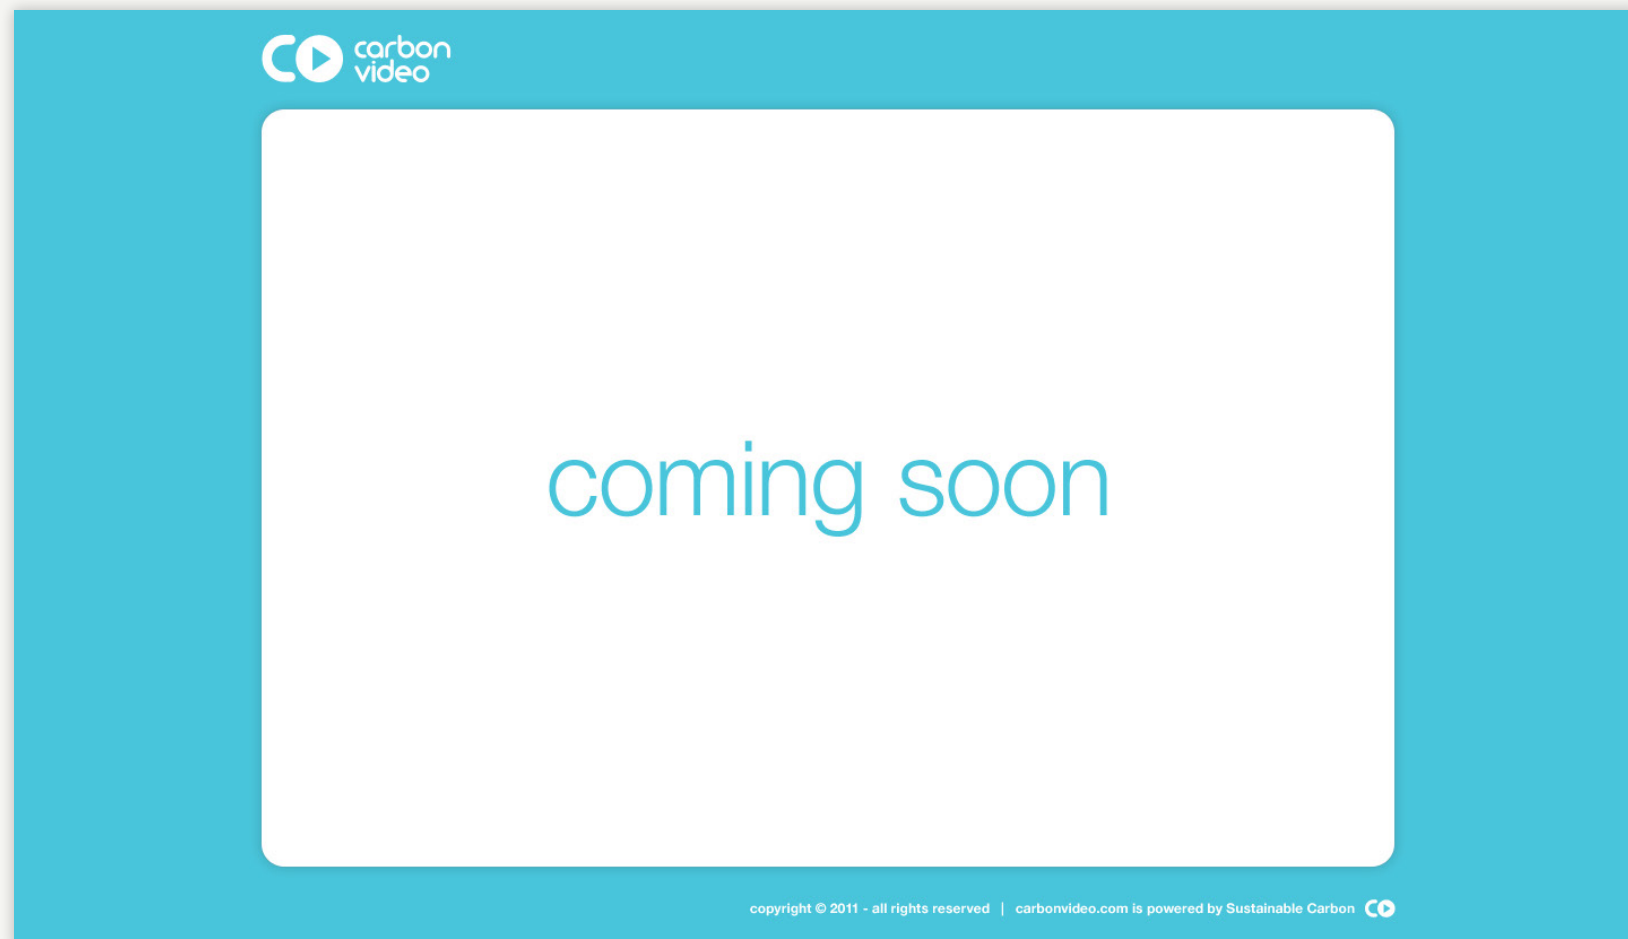 carbon
video
coming soon
copyright © 2011 - all rights reserved | carbonvideo.com is powered by Sustainable Carbon